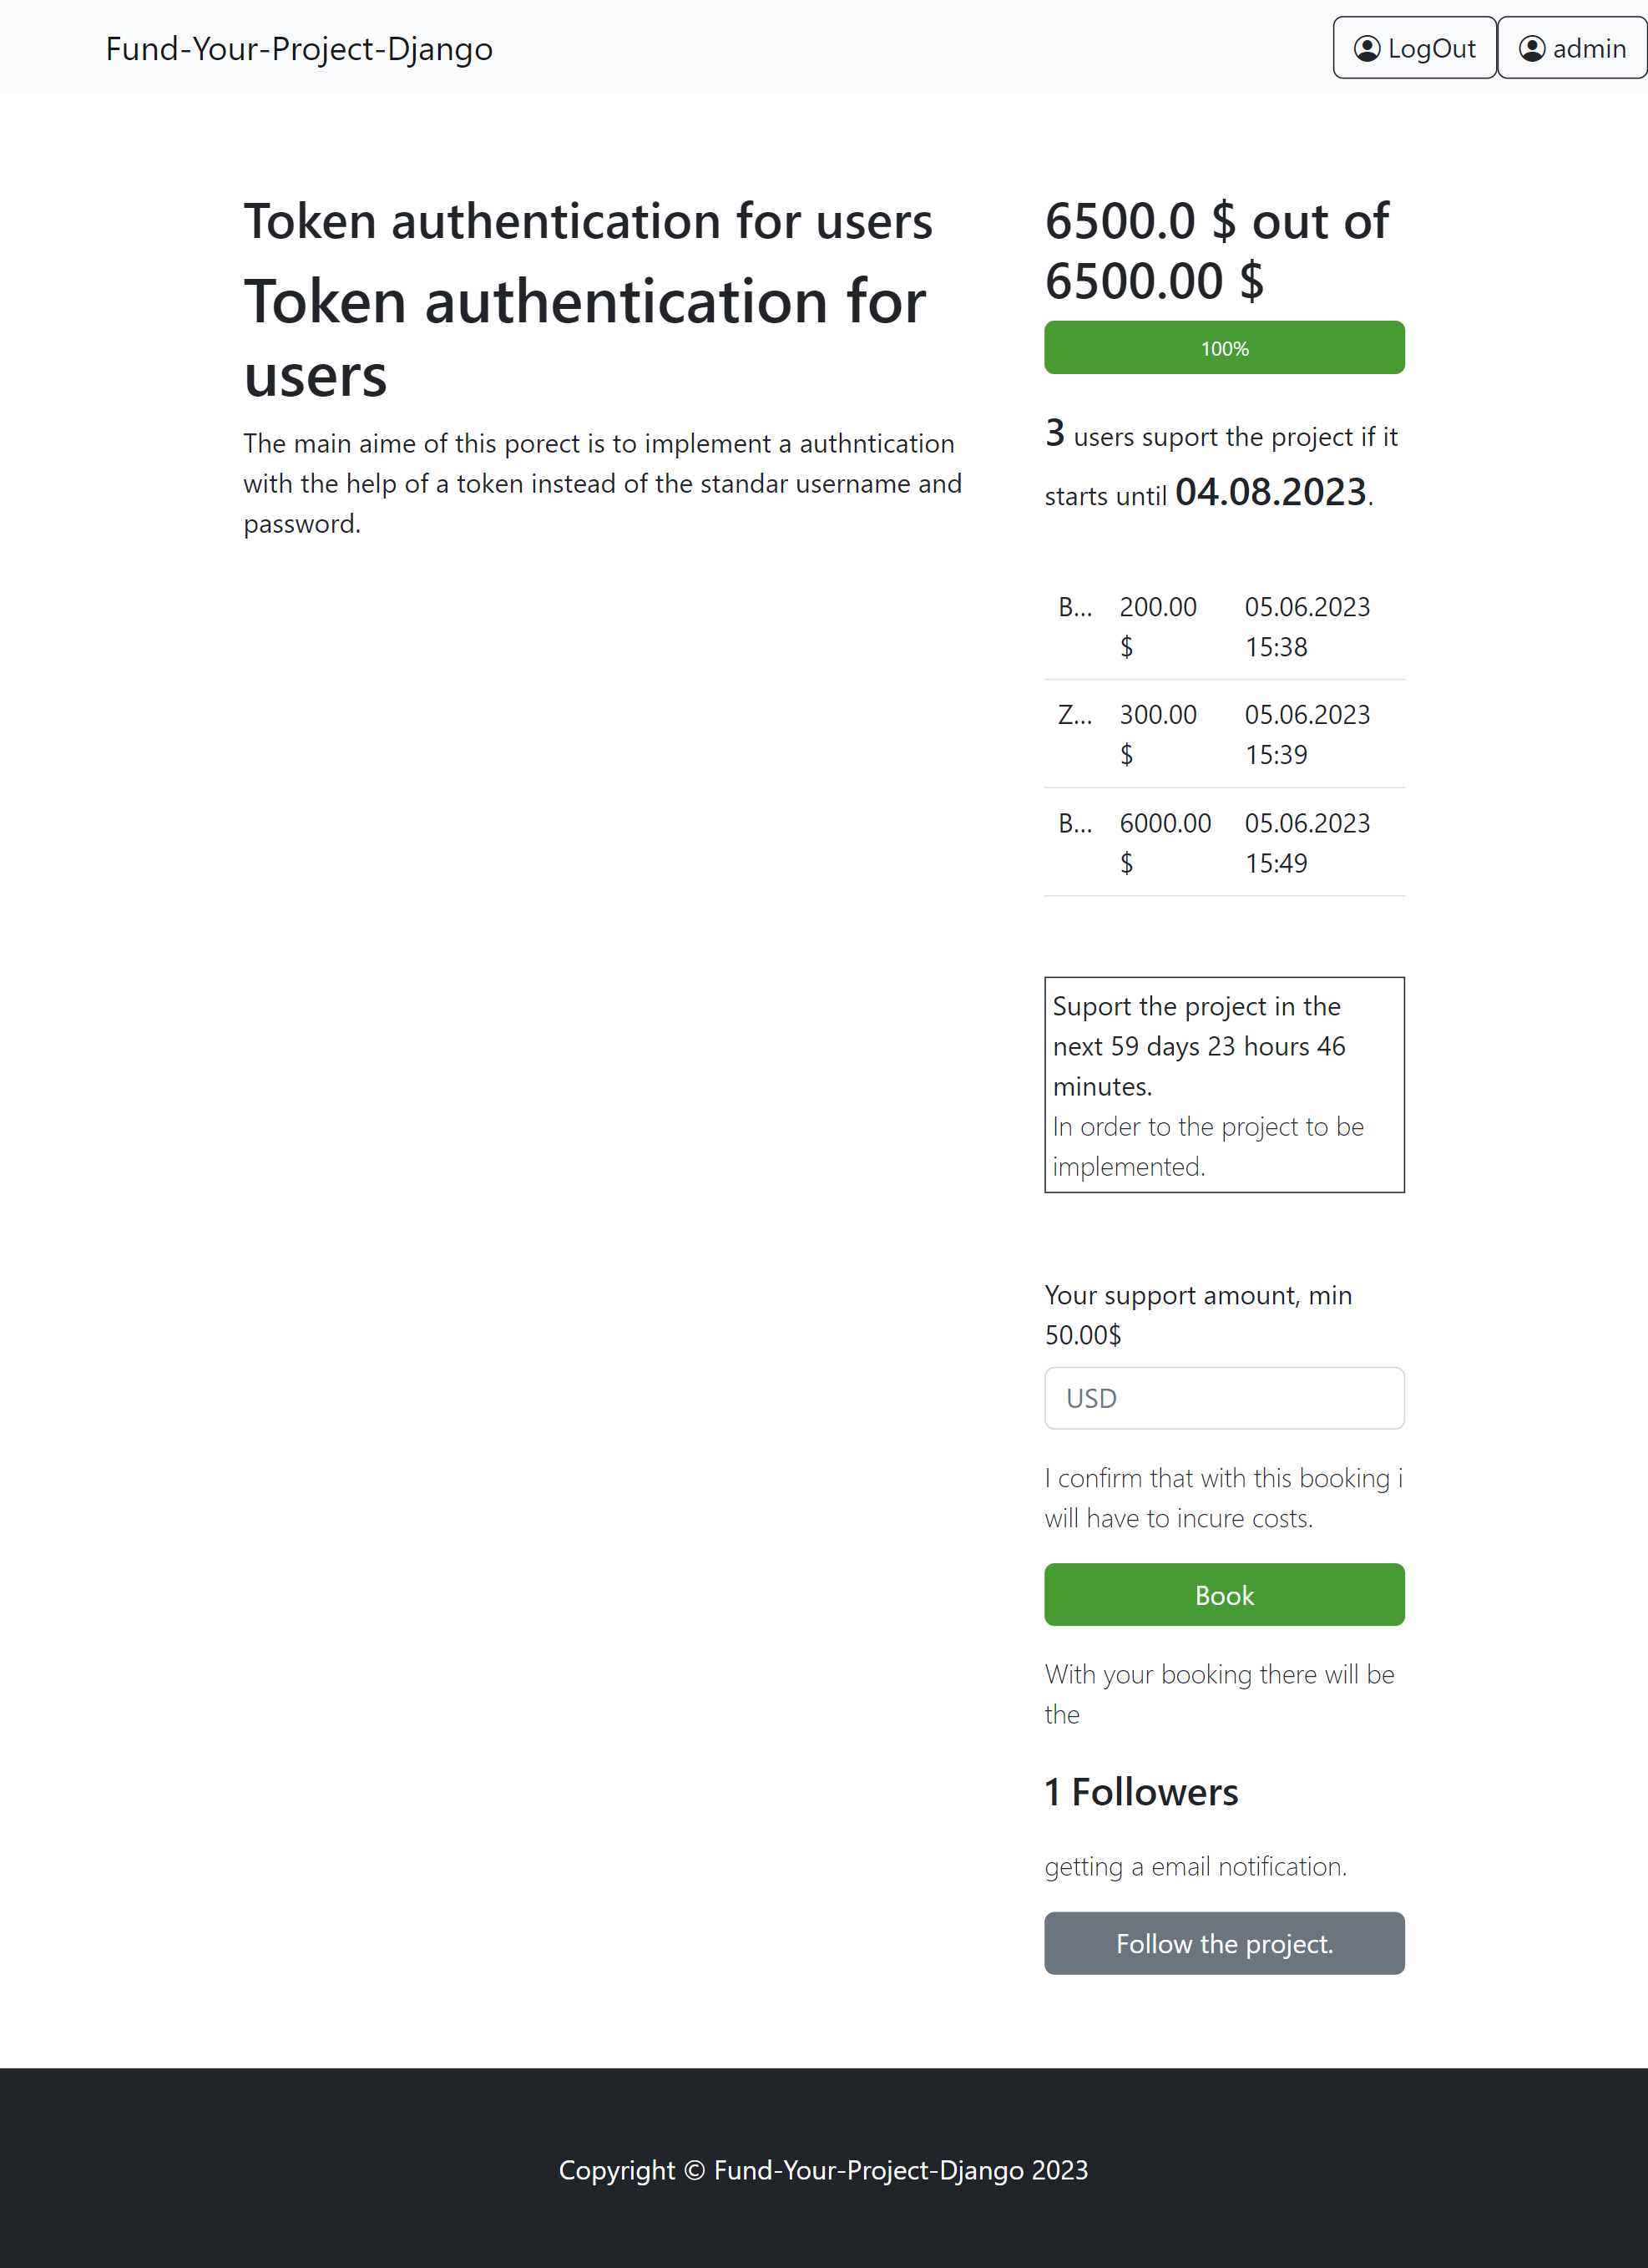 Fund-Your-Project-Django
LogOut
admin
Token authentication for users
Token authentication for
users
The main aime of this porect is to implement a authntication
with the help of a token instead of the standar username and
password.
6500.0 $ out of
6500.00 $
100%
3 users suport the project if it
starts until 04.08.2023.
B... 200.00 05.06.2023
$ 15:38
Z... 300.00 05.06.2023
$ 15:39
B... 6000.00 05.06.2023
$ 15:49
Suport the project in the
next 59 days 23 hours 46
minutes.
In order to the project to be
implemented.
Your support amount, min
50.00$
USD
I confirm that with this booking i
will have to incure costs.
Book
With your booking there will be
the
1 Followers
getting a email notification.
Follow the project.
Copyright © Fund-Your-Project-Django 2023